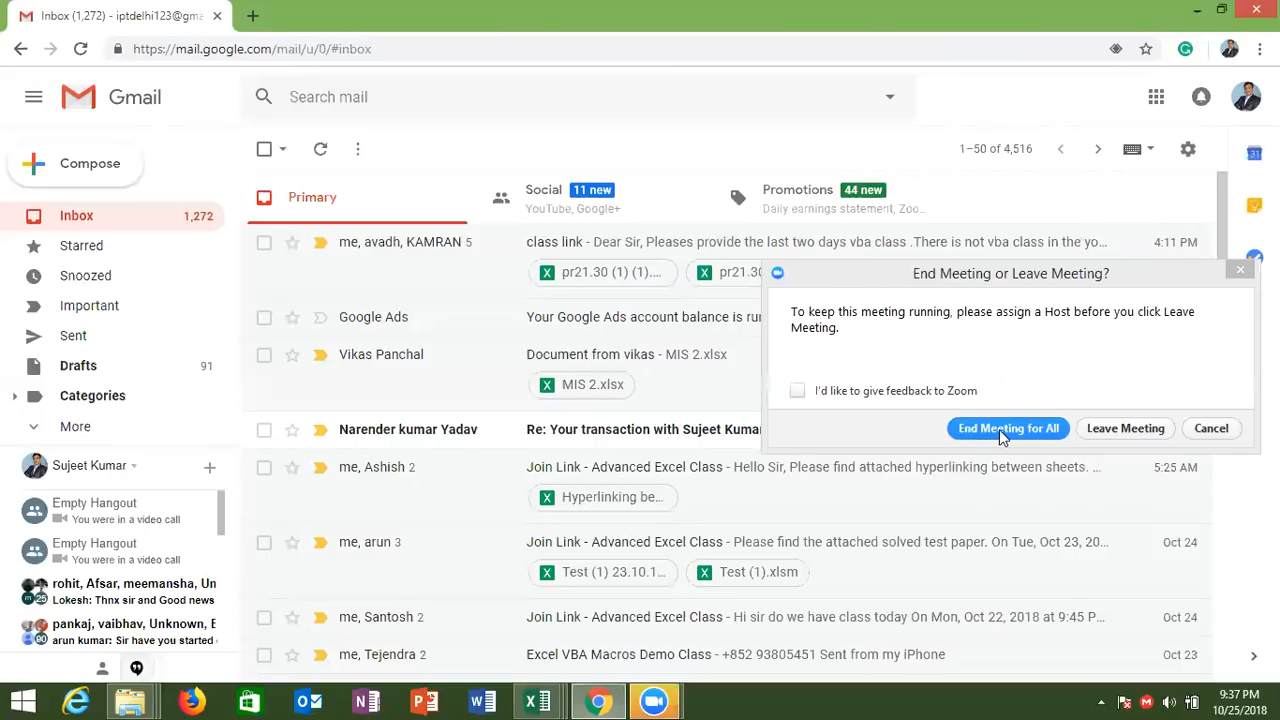 Inbox (1,272) - iptdelhi123@gma
https://mail.google.com/mail/u/0/#inbox
Gmail
Search mail
Compose
1–50 of 4,516
Primary
Social 11 new
YouTube, Google+
Promotions 44 new
Daily earnings statement, Zoo...
Inbox 1,272
Starred
Snoozed
Important
Sent
Drafts 91
Categories
More
me, avadh, KAMRAN 5 class link - Dear Sir, Pleases provide the last two days vba class .There is not vba class in the yo... 4:11 PM
pr21.30 (1) (1).... pr21.30
Google Ads Your Google Ads account balance is ru
Vikas Panchal Document from vikas - MIS 2.xlsx
MIS 2.xlsx
Narender kumar Yadav Re: Your transaction with Sujeet Kumar
me, Ashish 2 Join Link - Advanced Excel Class - Hello Sir, Please find attached hyperlinking between sheets. ... 5:25 AM
Hyperlinking be...
me, arun 3 Join Link - Advanced Excel Class - Please find the attached solved test paper. On Tue, Oct 23, 20... Oct 24
Test (1) 23.10.1... Test (1).xlsm
me, Santosh 2 Join Link - Advanced Excel Class - Hi sir do we have class today On Mon, Oct 22, 2018 at 9:45 P... Oct 24
me, Tejendra 2 Excel VBA Macros Demo Class - +852 93805451 Sent from my iPhone Oct 23
End Meeting or Leave Meeting?
To keep this meeting running, please assign a Host before you click Leave
Meeting.
I'd like to give feedback to Zoom
End Meeting for All Leave Meeting Cancel
Sujeet Kumar
Empty Hangout
You were in a video call
Empty Hangout
You were in a video call
rohit, Afsar, meemansha, Un
Lokesh: Thnx sir and Good news
pankaj, vaibhav, Unknown, E
arun kumar: Sir have you started
9:37 PM
10/25/2018